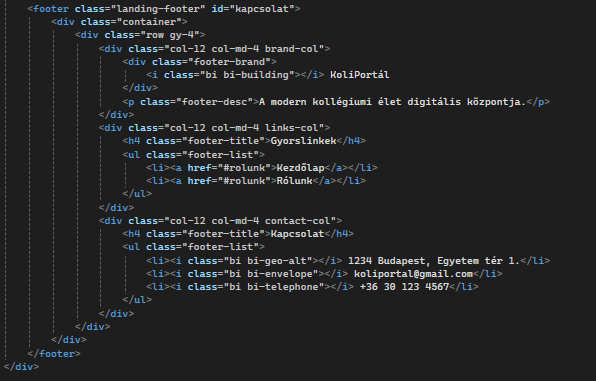 <footer class="landing-footer" id="kapcsolat">
<div class="container">
<div class="row gy-4">
<div class="col-12 col-md-4 brand-col">
<div class="footer-brand">
<i class="bi bi-building"></i> KoliPortál
</div>
<p class="footer-desc">A modern kollégiumi élet digitális központja.</p>
</div>
<div class="col-12 col-md-4 links-col">
<h4 class="footer-title">Gyorslinkek</h4>
<ul class="footer-list">
<li><a href="#rolunk">Kezdőlap</a></li>
<li><a href="#rolunk">Rólunk</a></li>
</ul>
</div>
<div class="col-12 col-md-4 contact-col">
<h4 class="footer-title">Kapcsolat</h4>
<ul class="footer-list">
<li><i class="bi bi-geo-alt"></i> 1234 Budapest, Egyetem tér 1.</li>
<li><i class="bi bi-envelope"></i> koliportal@gmail.com</li>
<li><i class="bi bi-telephone"></i> +36 30 123 4567</li>
</ul>
</div>
</div>
</div>
</footer>
</div>